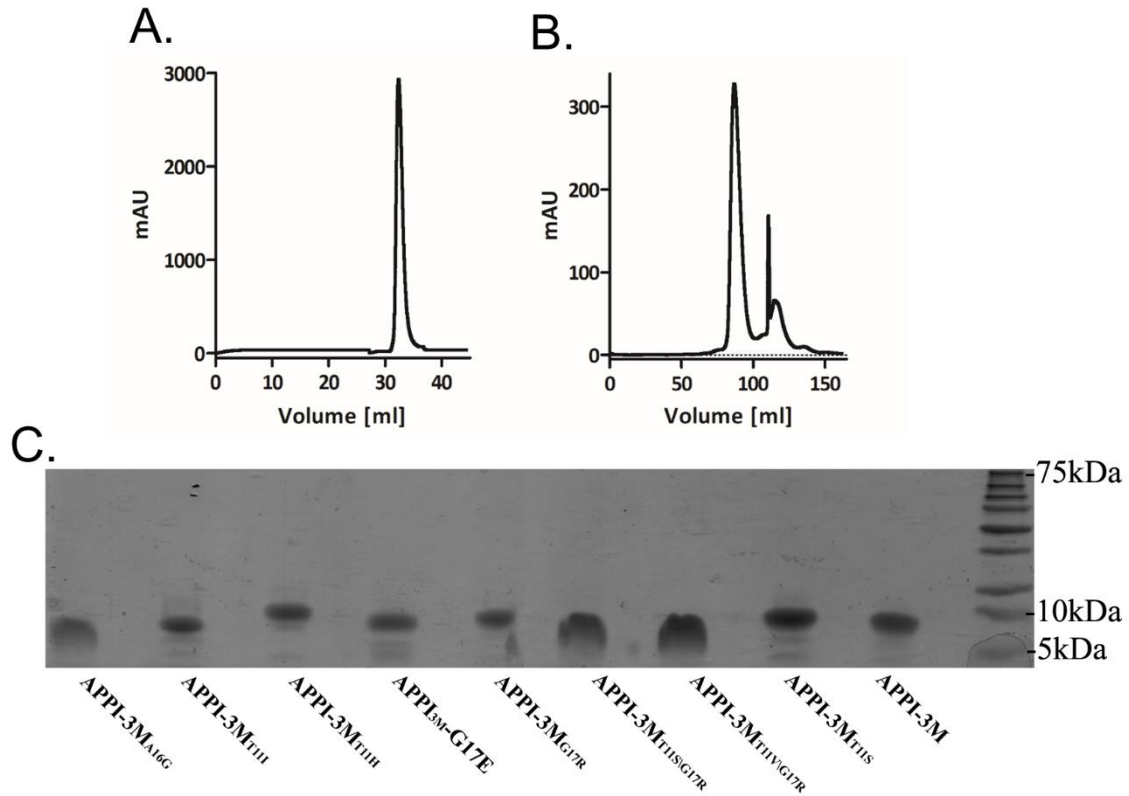 A.
B.
3000
2000
1000
0
mAU
0 10 20 30 40
Volume [ml]
300
200
100
0
mAU
0 50 100 150
Volume [ml]
C.
75kDa
10kDa
5kDa
APPI-3MA16G
APPI-3MT11I
APPI-3MT11H
APPI3M-G17E
APPI-3MG17R
APPI-3MT11S\G17R
APPI-3MT11V\G17R
APPI-3MT11S
APPI-3M